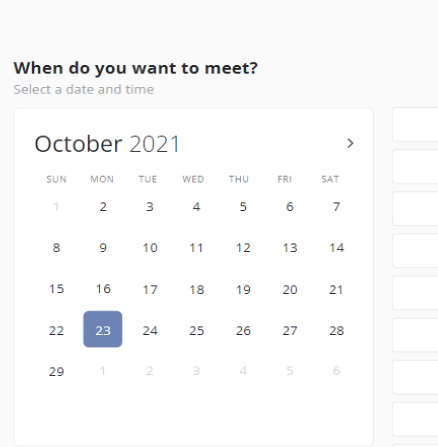 When do you want to meet?
Select a date and time
October 2021
SUN MON TUE WED THU FRI SAT
1 2 3 4 5 6 7
8 9 10 11 12 13 14
15 16 17 18 19 20 21
22 23 24 25 26 27 28
29 1 2 3 4 5 6